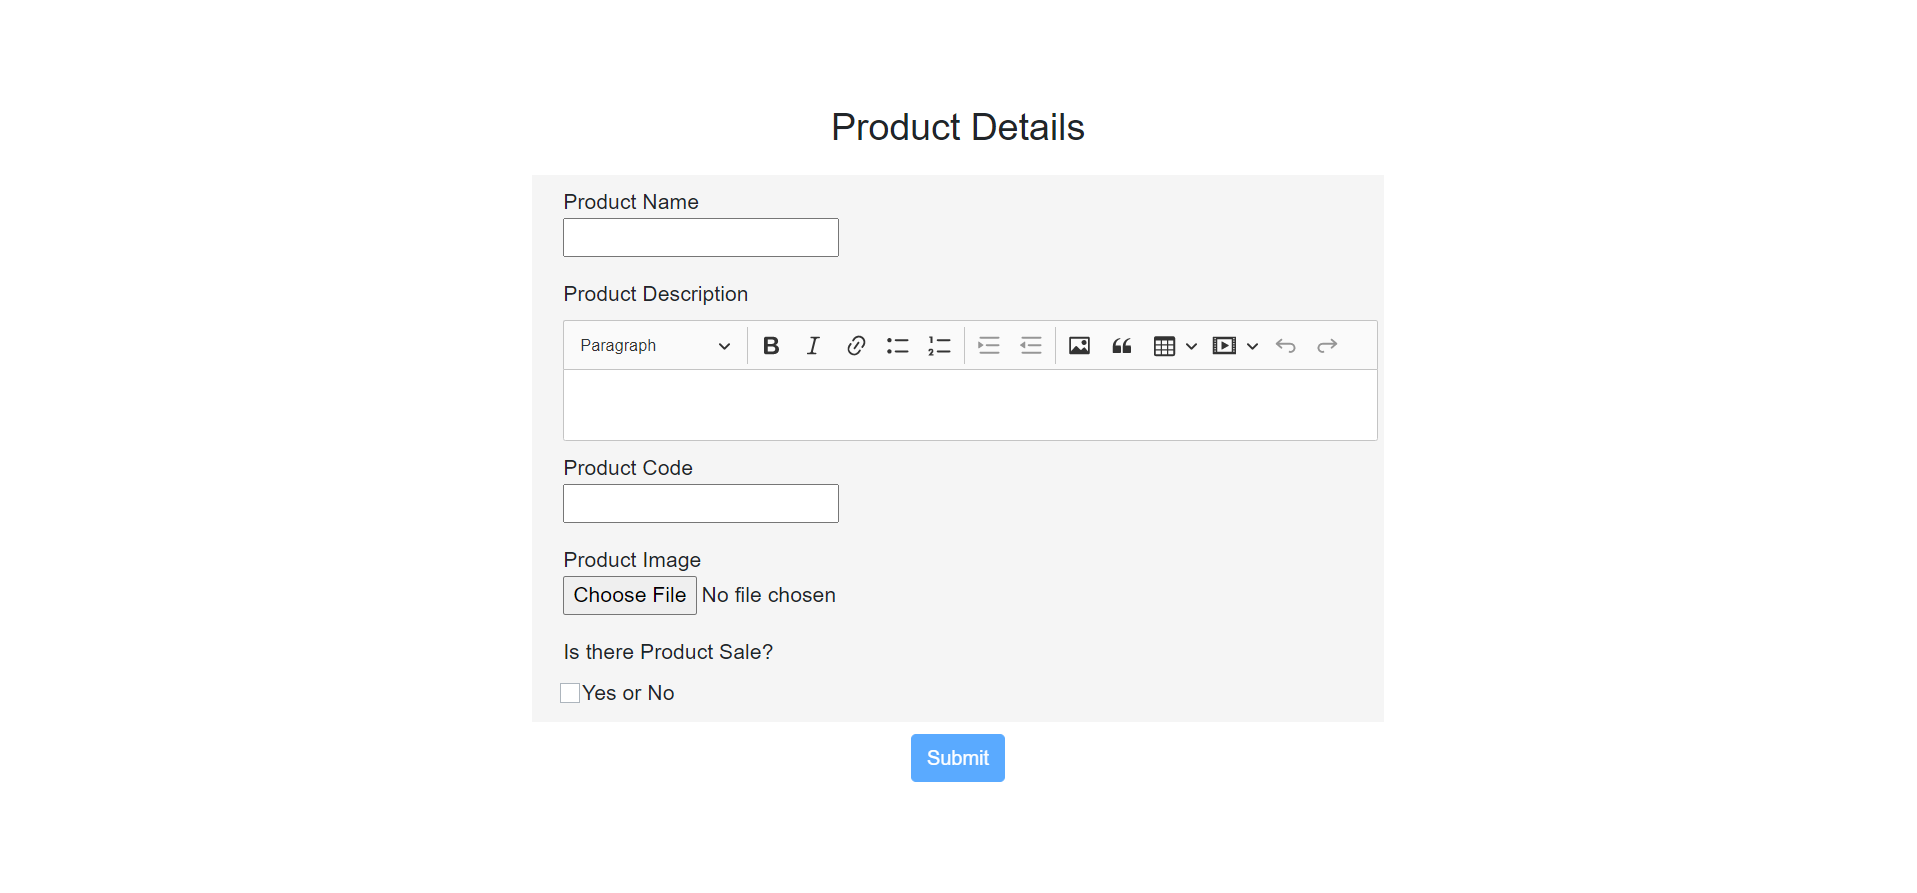 Product Details
Product Name
Product Description
Paragraph
Product Code
Product Image
Choose File No file chosen
Is there Product Sale?
Yes or No
Submit